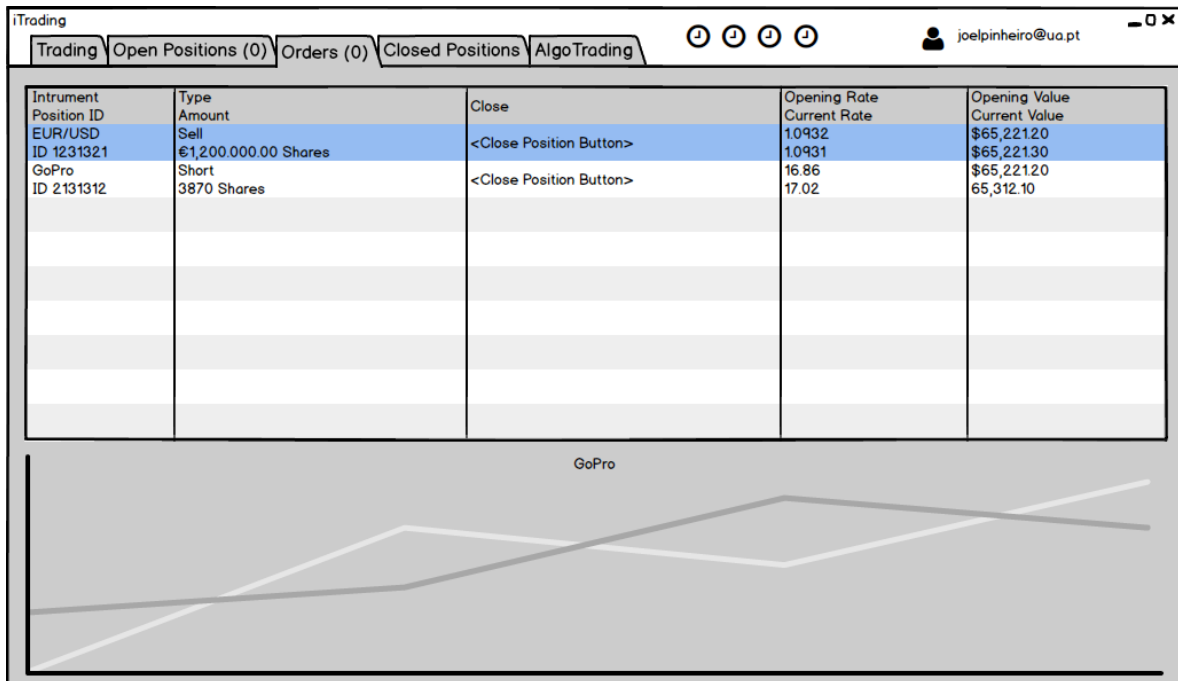 iTrading
Trading Open Positions (0) Orders (0) Closed Positions AlgoTrading joelpinheiro@ua.pt
Intrument Type Close Opening Rate Opening Value
Position ID Amount Current Rate Current Value
EUR/USD Sell <Close Position Button> 1.0932 $65,221.20
ID 1231321 €1,200.000.00 Shares 1.0931 $65,221.30
GoPro Short <Close Position Button> 16.86 $65,221.20
ID 2131312 3870 Shares 17.02 65,312.10
GoPro